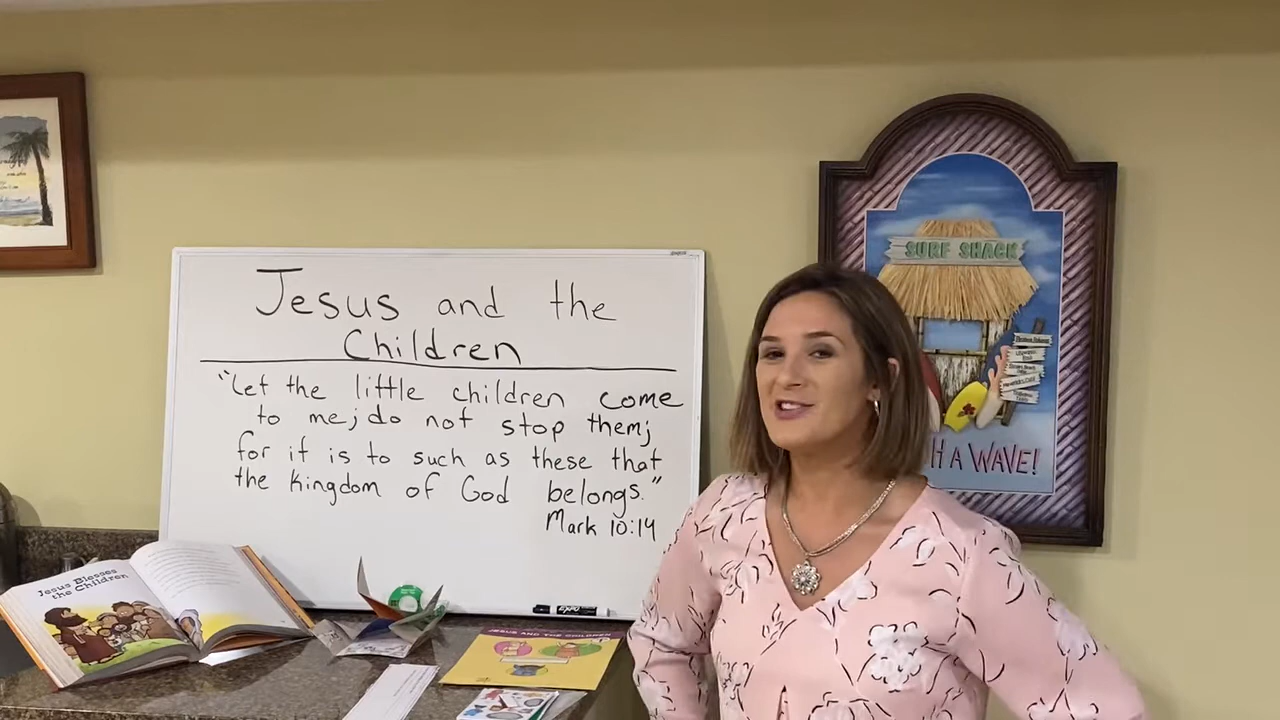 Jesus and the
Children
"Let the little children come
to me; do not stop them;
for it is to such as these that
the kingdom of God belongs."
Mark 10:14
SURF SHACK
H A WAVE!
Jesus Blesses
the Children
JESUS AND THE CHILDREN
EXPO